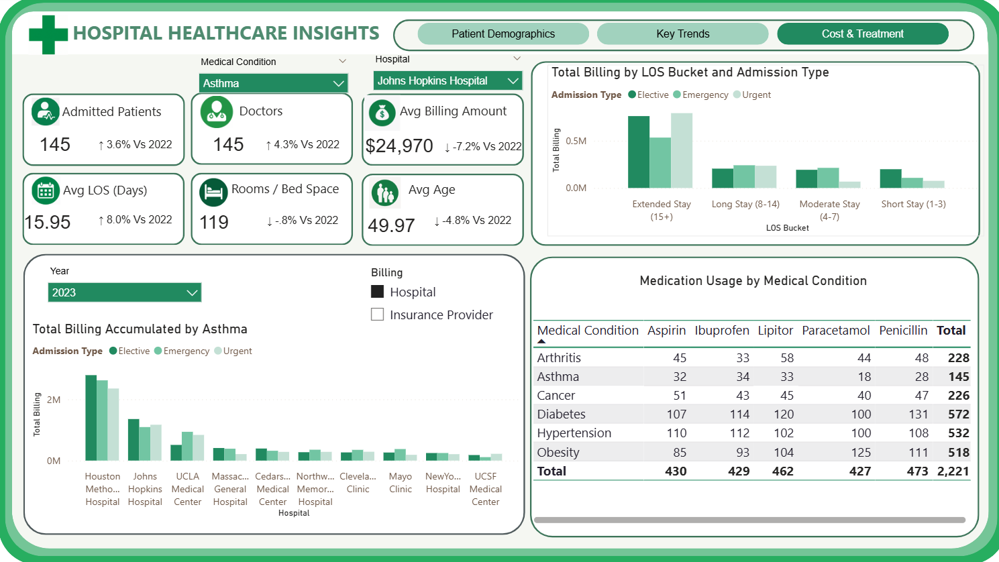 HOSPITAL HEALTHCARE INSIGHTS
Patient Demographics
Key Trends
Cost & Treatment
Medical Condition
Asthma
Hospital
Johns Hopkins Hospital
Admitted Patients
145
↑ 3.6% Vs 2022
Doctors
145
↑ 4.3% Vs 2022
Avg Billing Amount
$24,970
↓ -7.2% Vs 2022
Avg LOS (Days)
15.95
↑ 8.0% Vs 2022
Rooms / Bed Space
119
↓ -.8% Vs 2022
Avg Age
49.97
↓ -4.8% Vs 2022
Total Billing by LOS Bucket and Admission Type
Admission Type Elective Emergency Urgent
Total Billing
0.5M
0.0M
Extended Stay
(15+)
Long Stay (8-14)
Moderate Stay
(4-7)
Short Stay (1-3)
LOS Bucket
Year
2023
Billing
Hospital
Insurance Provider
Total Billing Accumulated by Asthma
Admission Type Elective Emergency Urgent
Total Billing
2M
0M
Houston
Metho...
Hospital
Johns
Hopkins
Hospital
UCLA
Medical
Center
Massac...
General
Hospital
Cedars...
Medical
Center
Northw...
Memor...
Hospital
Clevela...
Clinic
Mayo
Clinic
NewYo...
Hospital
UCSF
Medical
Center
Hospital
Medication Usage by Medical Condition
Medical Condition Aspirin Ibuprofen Lipitor Paracetamol Penicillin Total
Arthritis 45 33 58 44 48 228
Asthma 32 34 33 18 28 145
Cancer 51 43 45 40 47 226
Diabetes 107 114 120 100 131 572
Hypertension 110 112 102 100 108 532
Obesity 85 93 104 125 111 518
Total 430 429 462 427 473 2,221